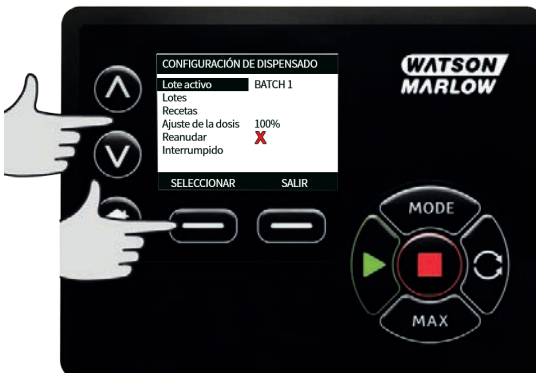 CONFIGURACIÓN DE DISPENSADO
Lote activo BATCH 1
Lotes
Recetas
Ajuste de la dosis 100%
Reanudar X
Interrumpido
SELECCIONAR SALIR
WATSON
MARLOW
MODE
MAX